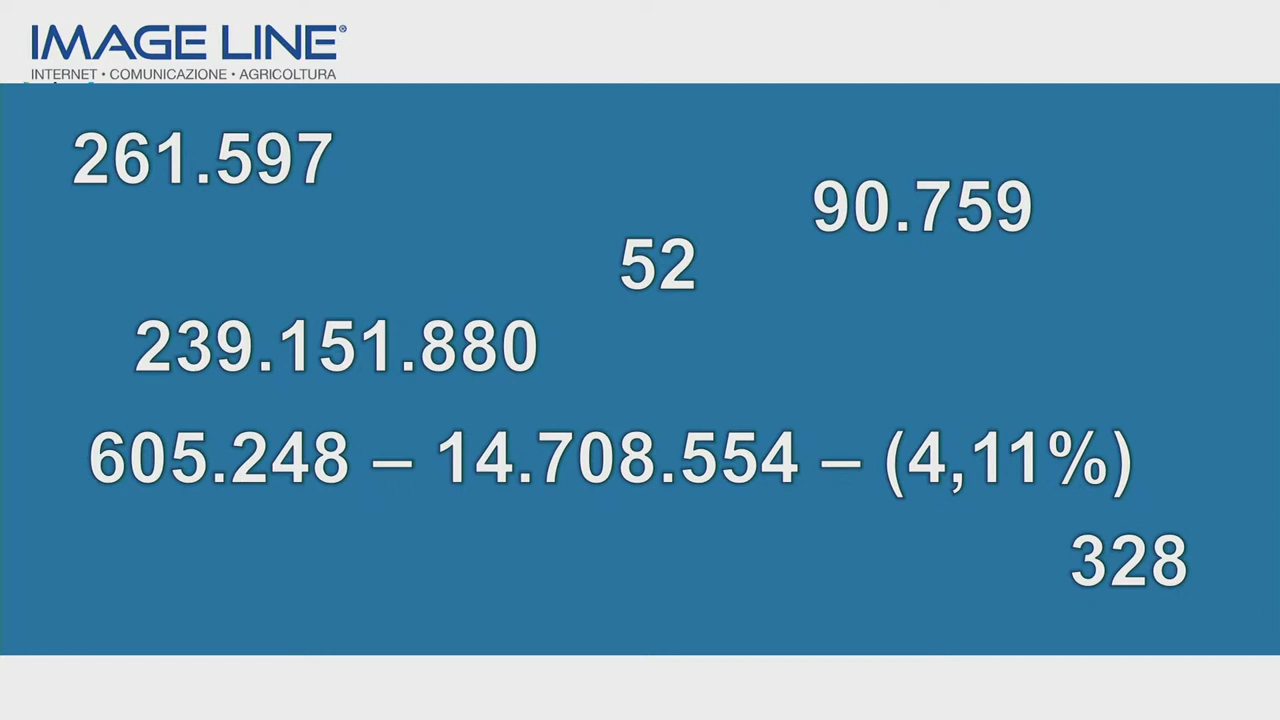 IMAGE LINE®
INTERNET • COMUNICAZIONE • AGRICOLTURA
261.597
90.759
52
239.151.880
605.248 – 14.708.554 – (4,11%)
328